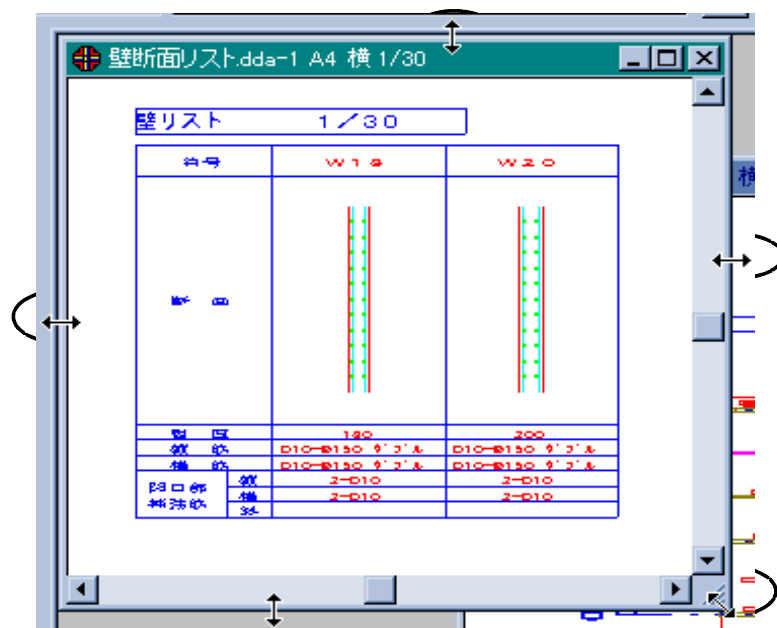 壁断面リスト.dda-1 A4 横 1/30
壁リスト 1/30
符号 W18 W20
断 面
壁 厚 180 200
縦 筋 D10-@150 ダブル D10-@150 ダブル
横 筋 D10-@150 ダブル D10-@150 ダブル
開口部 縦 2-D10 2-D10
補強筋 横 2-D10 2-D10
斜
横